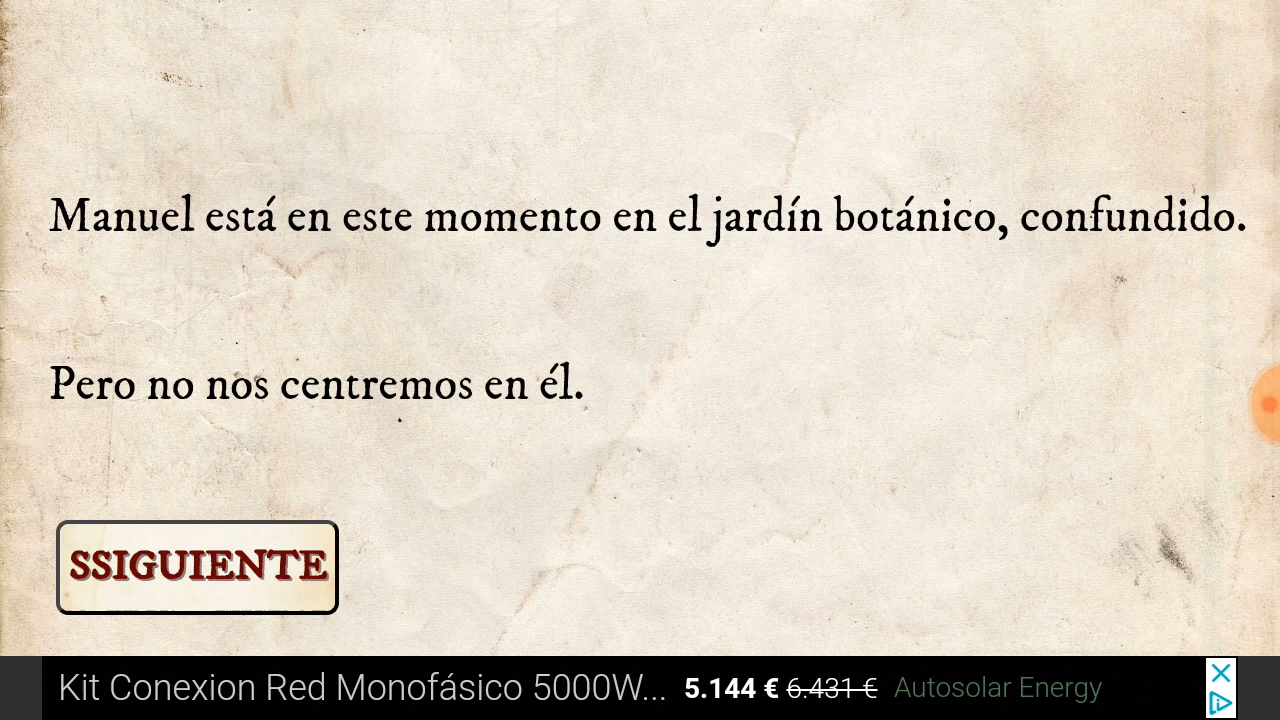 Manuel está en este momento en el jardín botánico, confundido.
Pero no nos centremos en él.
SSIGUIENTE
Kit Conexion Red Monofásico 5000W... 5.144 € 6.431 € Autosolar Energy